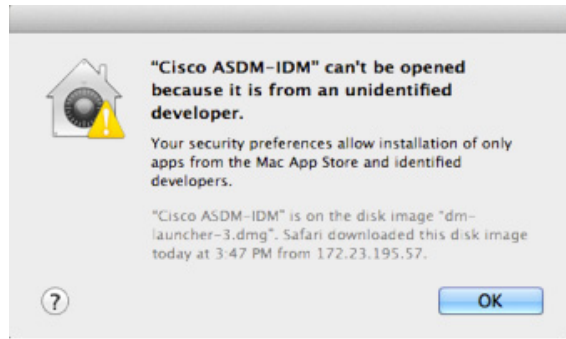 "Cisco ASDM-IDM" can't be opened
because it is from an unidentified
developer.
Your security preferences allow installation of only
apps from the Mac App Store and identified
developers.
"Cisco ASDM-IDM" is on the disk image "dm-
launcher-3.dmg". Safari downloaded this disk image
today at 3:47 PM from 172.23.195.57.
?
OK